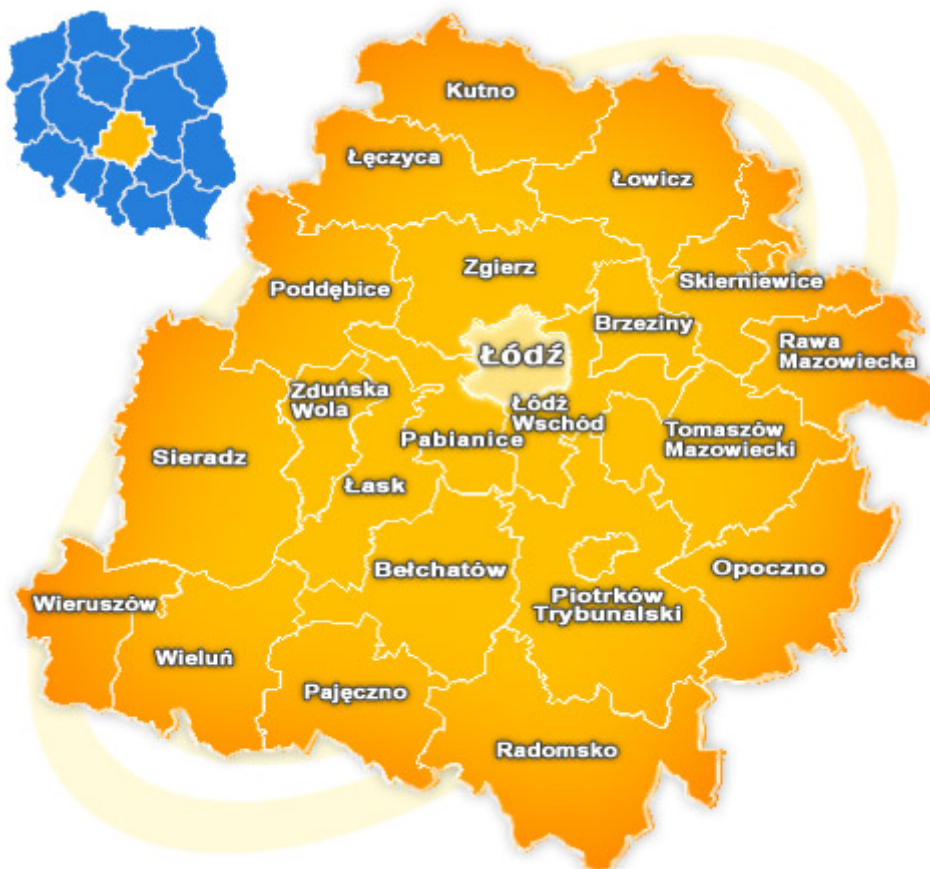 Kutno
Łęczyca
Łowicz
Zgierz
Skierniewice
Poddębice
Brzeziny
Rawa
Mazowiecka
Łódź
Zduńska
Wola
Łódź
Wschód
Pabianice
Tomaszów
Mazowiecki
Sieradz
Łask
Bełchatów
Opoczno
Piotrków
Trybunalski
Wieruszów
Wieluń
Pajęczno
Radomsko